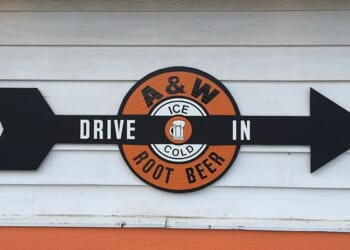 A & W
ICE
DRIVE IN
COLD
ROOT BEER